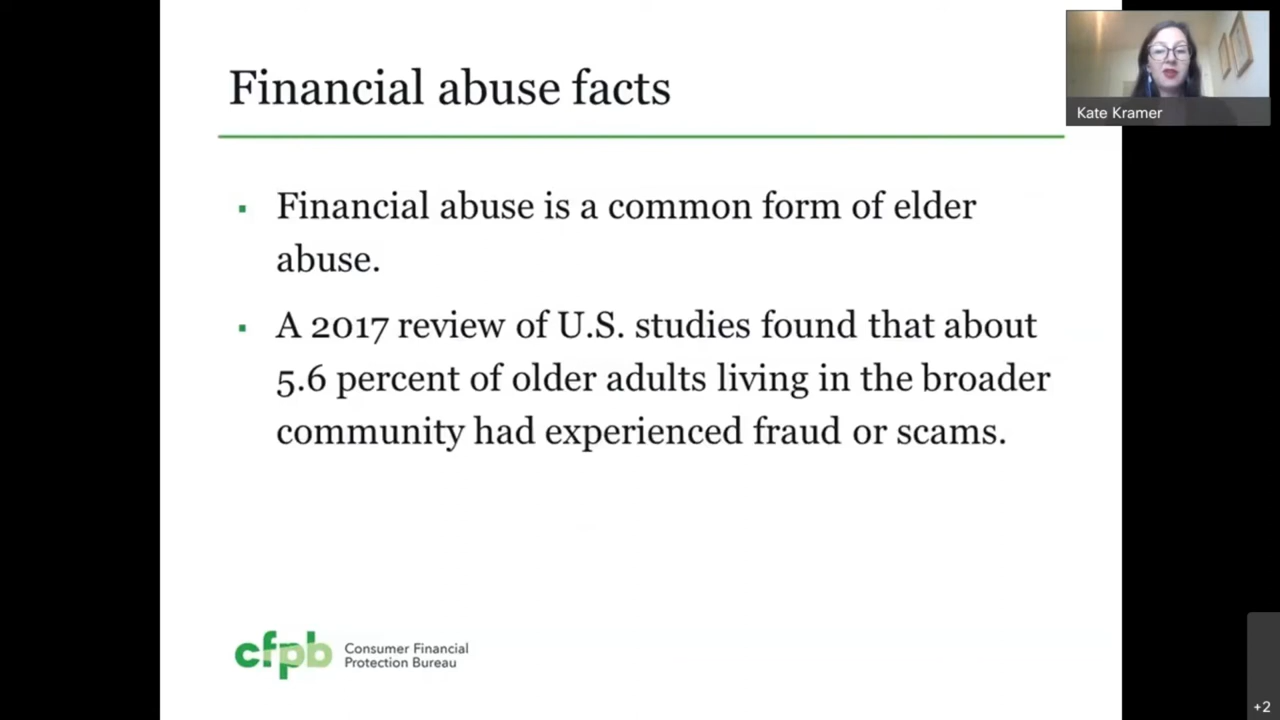 Financial abuse facts
Kate Kramer
▪ Financial abuse is a common form of elder
abuse.
▪ A 2017 review of U.S. studies found that about
5.6 percent of older adults living in the broader
community had experienced fraud or scams.
cfpb
Consumer Financial
Protection Bureau
+2